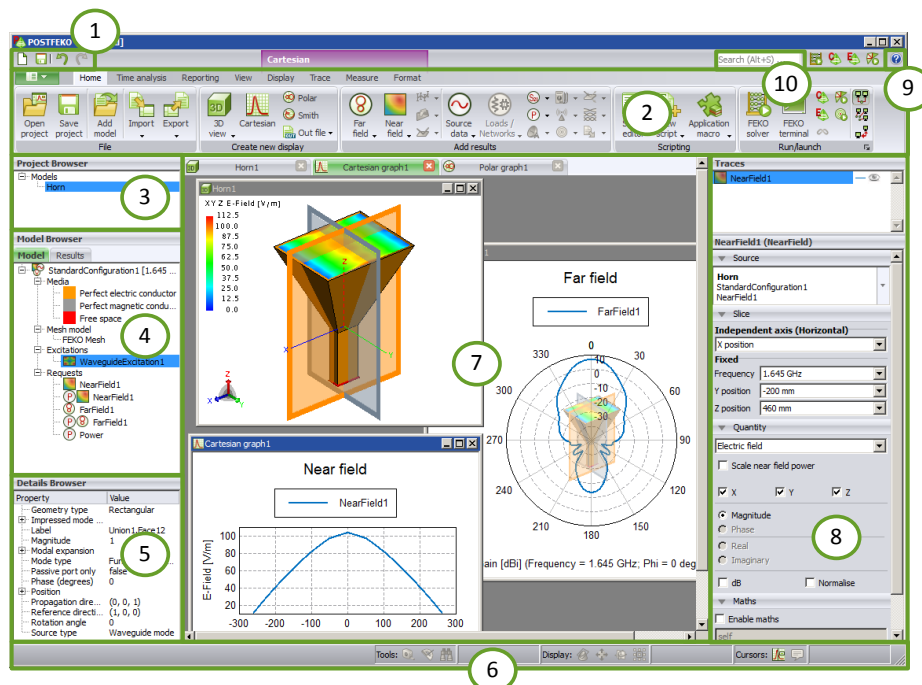 1
POSTFEKO
Cartesian
Search (Alt+S)
9
10
Home Time analysis Reporting View Display Trace Measure Format
Open project
Save project
Add model
Import
Export
File
3D view
Cartesian
Polar
Smith
Out file
Create new display
Far field
Near field
Source data
Loads / Networks
Add results
2
Application macro
Scripting
FEKO solver
FEKO terminal
Run/launch
Project Browser
Models
Horn
3
Model Browser
Model Results
StandardConfiguration1 [1.645 ...
Media
Perfect electric conductor
Perfect magnetic condu...
Free space
Mesh model
FEKO Mesh
4
Excitations
WaveguideExcitation1
Requests
NearField1
NearField1
FarField1
FarField1
Power
Details Browser
Property Value
Geometry type Rectangular
Impressed mode ...
Label Union1.Face12
Magnitude 1
Modal expansion
Mode type
Passive port only false
Phase (degrees) 0
Position
Propagation dire... (0, 0, 1)
Reference directi... (1, 0, 0)
Rotation angle 0
Source type Waveguide mode
5
Horn1 Cartesian graph1 Polar graph1
Horn1
XYZ E-Field [V/m]
112.5
100.0
87.5
75.0
62.5
50.0
37.5
25.0
12.5
0.0
Z
X
Y
Z
X
Y
7
Far field
FarField1
0
30
60
90
120
150
180
210
240
270
300
330
40
0
-10
-20
-30
ain [dBi] (Frequency = 1.645 GHz; Phi = 0 deg
Cartesian graph1
Near field
NearField1
E-Field [V/m]
100
80
60
40
20
-300 -200 -100 0 100 200 300
Traces
NearField1
NearField1 (NearField)
Source
Horn
StandardConfiguration1
NearField1
Slice
Independent axis (Horizontal)
X position
Fixed
Frequency 1.645 GHz
Y position -200 mm
Z position 460 mm
Quantity
Electric field
Scale near field power
X Y Z
Magnitude
Phase
Real
Imaginary
8
dB Normalise
Maths
Enable maths
self
Tools:
6
Display:
Cursors: